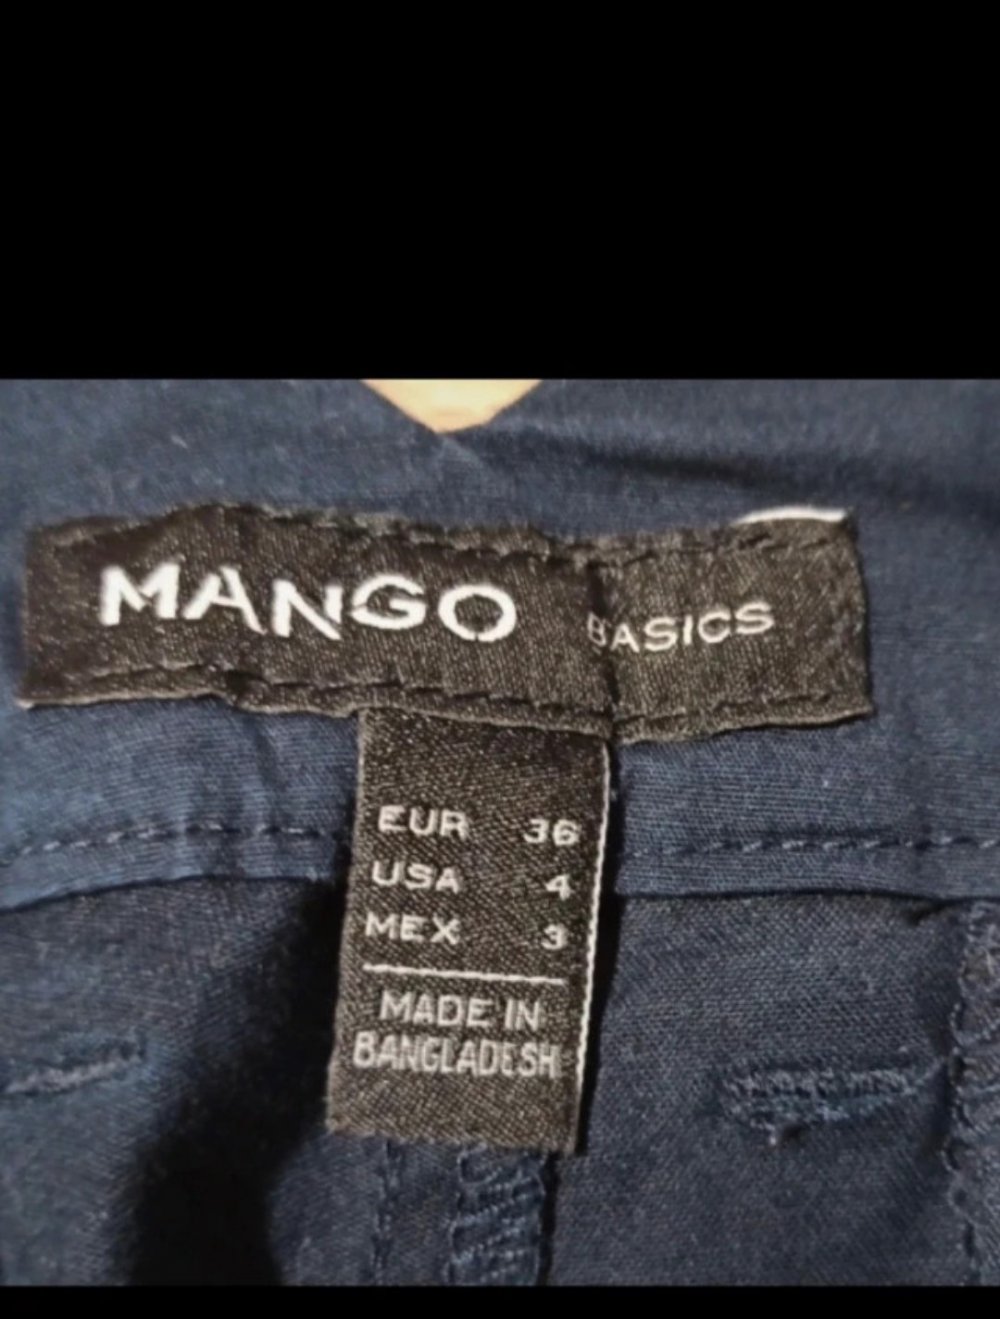 MANGO BASICS
EUR 36
USA 4
MEX 3
MADE IN
BANGLADESH